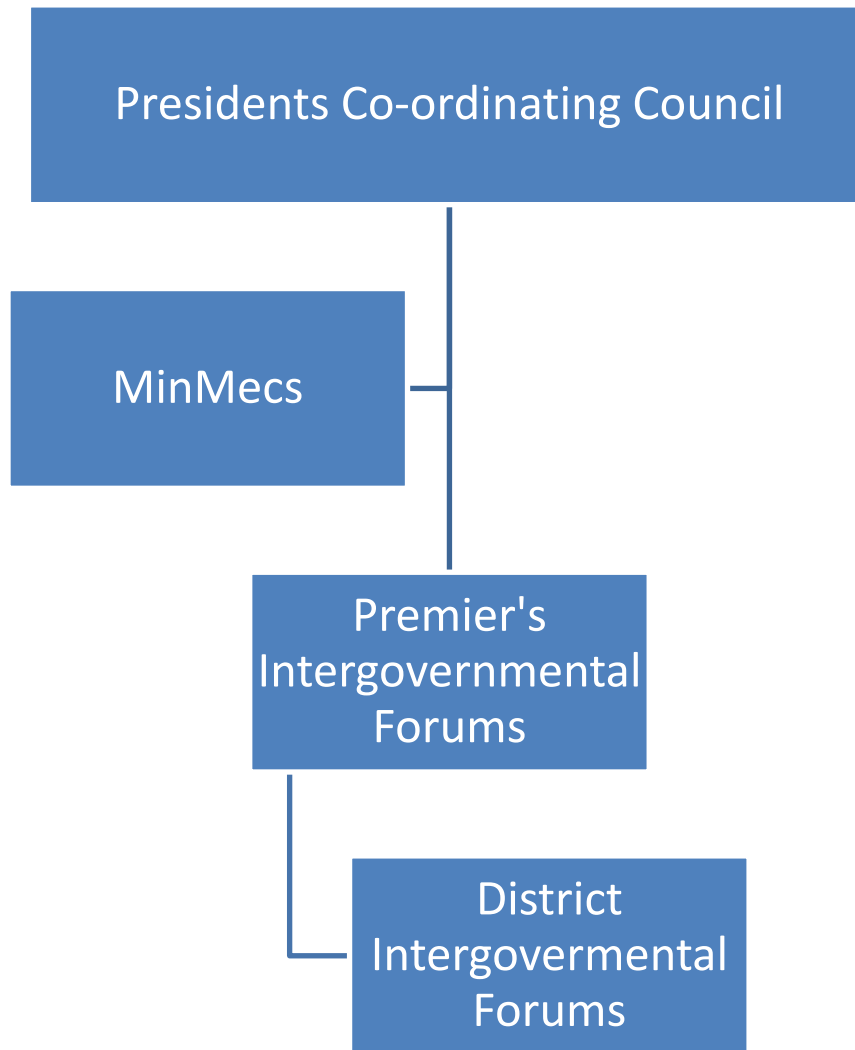 Presidents Co-ordinating Council
MinMecs
Premier's
Intergovernmental
Forums
District
Intergovermental
Forums